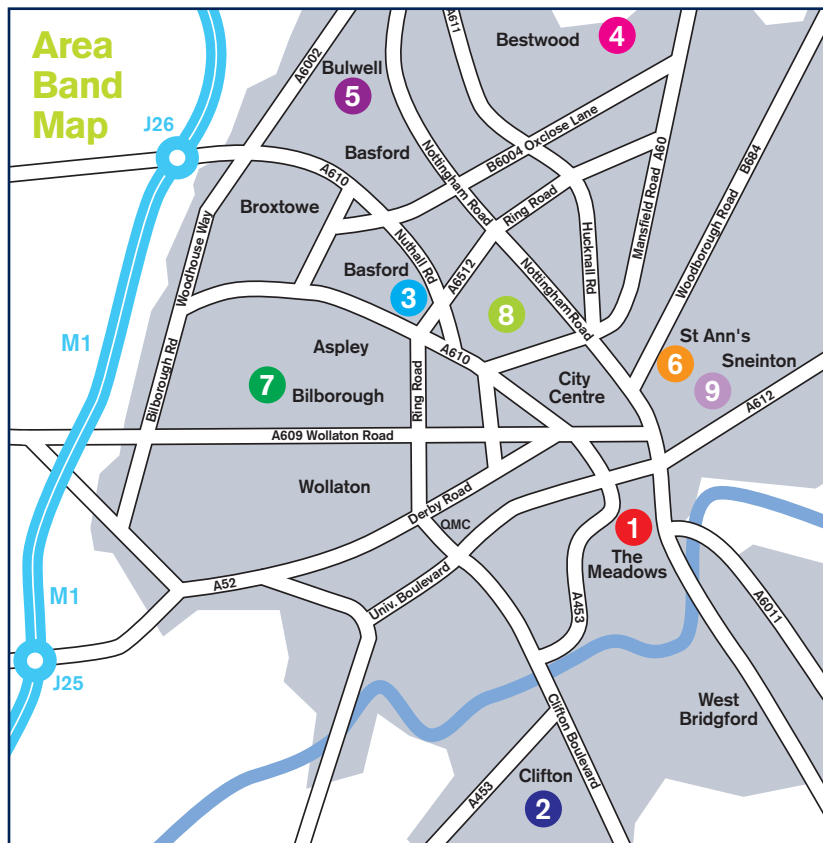 Area
Band
Map
A6002
A611
Bestwood
4
Bulwell
5
J26
Basford
Nottingham Road
B6004 Oxclose Lane
A60
B684
A610
Broxtowe
Ring Road
Mansfield Road
Woodborough Road
Woodhouse Way
Nuthall Rd
Hucknall Rd
Basford
3
A6512
Nottingham Road
8
M1
Bilborough Rd
Aspley
A610
St Ann's
6
Sneinton
9
7
Bilborough
Ring Road
City
Centre
A612
A609 Wollaton Road
Wollaton
Derby Road
QMC
1
The
Meadows
A52
Univ. Boulevard
A453
A6011
M1
J25
West
Bridgford
Clifton Boulevard
Clifton
2
A453